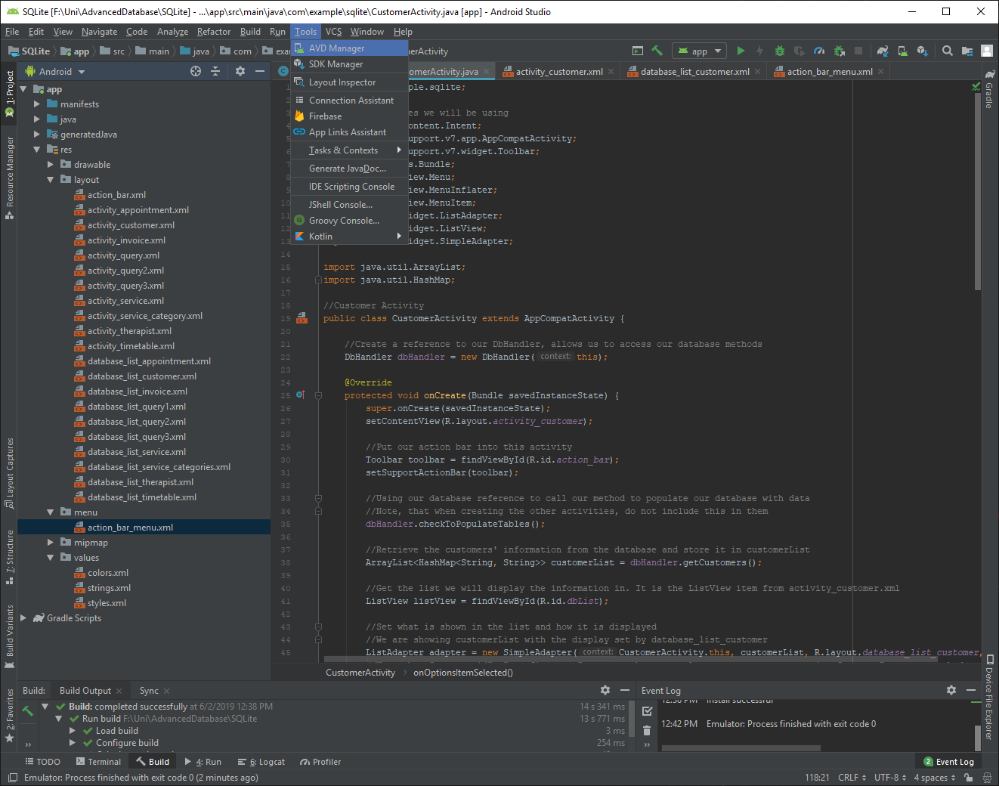 SQLite [F:\Uni\AdvancedDatabase\SQLite] - ...\app\src\main\java\com\example\sqlite\CustomerActivity.java [app] - Android Studio
File Edit View Navigate Code Analyze Refactor Build Run Tools VCS Window Help
SQLite app src main java com exa omerActivity app
AVD Manager
SDK Manager
Layout Inspector
Connection Assistant
Firebase
App Links Assistant
Tasks & Contexts
Generate JavaDoc...
IDE Scripting Console
JShell Console...
Groovy Console...
Kotlin
Android
omerActivity.java activity_customer.xml database_list_customer.xml action_bar_menu.xml
1: Project
Resource Manager
Layout Captures
7: Structure
Build Variants
2: Favorites
app
manifests
java
generatedJava
res
drawable
layout
action_bar.xml
activity_appointment.xml
activity_customer.xml
activity_invoice.xml
activity_query.xml
activity_query2.xml
activity_query3.xml
activity_service.xml
activity_service_category.xml
activity_therapist.xml
activity_timetable.xml
database_list_appointment.xml
database_list_customer.xml
database_list_invoice.xml
database_list_query1.xml
database_list_query2.xml
database_list_query3.xml
database_list_service.xml
database_list_service_categories.xml
database_list_therapist.xml
database_list_timetable.xml
menu
action_bar_menu.xml
mipmap
values
colors.xml
strings.xml
styles.xml
Gradle Scripts
1 ple.sqlite;
2
3 es we will be using
4 ontent.Intent;
5 upport.v7.app.AppCompatActivity;
6 upport.v7.widget.Toolbar;
7 s.Bundle;
8 iew.Menu;
9 iew.MenuInflater;
10 iew.MenuItem;
11 idget.ListAdapter;
12 idget.ListView;
13 idget.SimpleAdapter;
14
15 import java.util.ArrayList;
16 import java.util.HashMap;
17
18 //Customer Activity
19 public class CustomerActivity extends AppCompatActivity {
20
21 //Create a reference to our DbHandler, allows us to access our database methods
22 DbHandler dbHandler = new DbHandler( context: this);
23
24 @Override
25 protected void onCreate(Bundle savedInstanceState) {
26 super.onCreate(savedInstanceState);
27 setContentView(R.layout.activity_customer);
28
29 //Put our action bar into this activity
30 Toolbar toolbar = findViewById(R.id.action_bar);
31 setSupportActionBar(toolbar);
32
33 //Using our database reference to call our method to populate our database with data
34 //Note, that when creating the other activities, do not include this in them
35 dbHandler.checkToPopulateTables();
36
37 //Retrieve the customers' information from the database and store it in customerList
38 ArrayList<HashMap<String, String>> customerList = dbHandler.getCustomers();
39
40 //Get the list we will display the information in. It is the ListView item from activity_customer.xml
41 ListView listView = findViewById(R.id.dbList);
42
43 //Set what is shown in the list and how it is displayed
44 //We are showing customerList with the display set by database_list_customer
45 ListAdapter adapter = new SimpleAdapter( context: CustomerActivity.this, customerList, R.layout.database_list_customer,
CustomerActivity onOptionsItemSelected()
Gradle
Device File Explorer
Build: Build Output Sync
Build: completed successfully at 6/2/2019 12:38 PM 14 s 341 ms
Run build F:\Uni\AdvancedDatabase\SQLite 13 s 771 ms
Load build 3 ms
Configure build 254 ms
Event Log
12:38 PM Install successful
12:42 PM Emulator: Process finished with exit code 0
TODO Terminal Build 4: Run 6: Logcat Profiler 2 Event Log
Emulator: Process finished with exit code 0 (2 minutes ago) 118:21 CRLF UTF-8 4 spaces